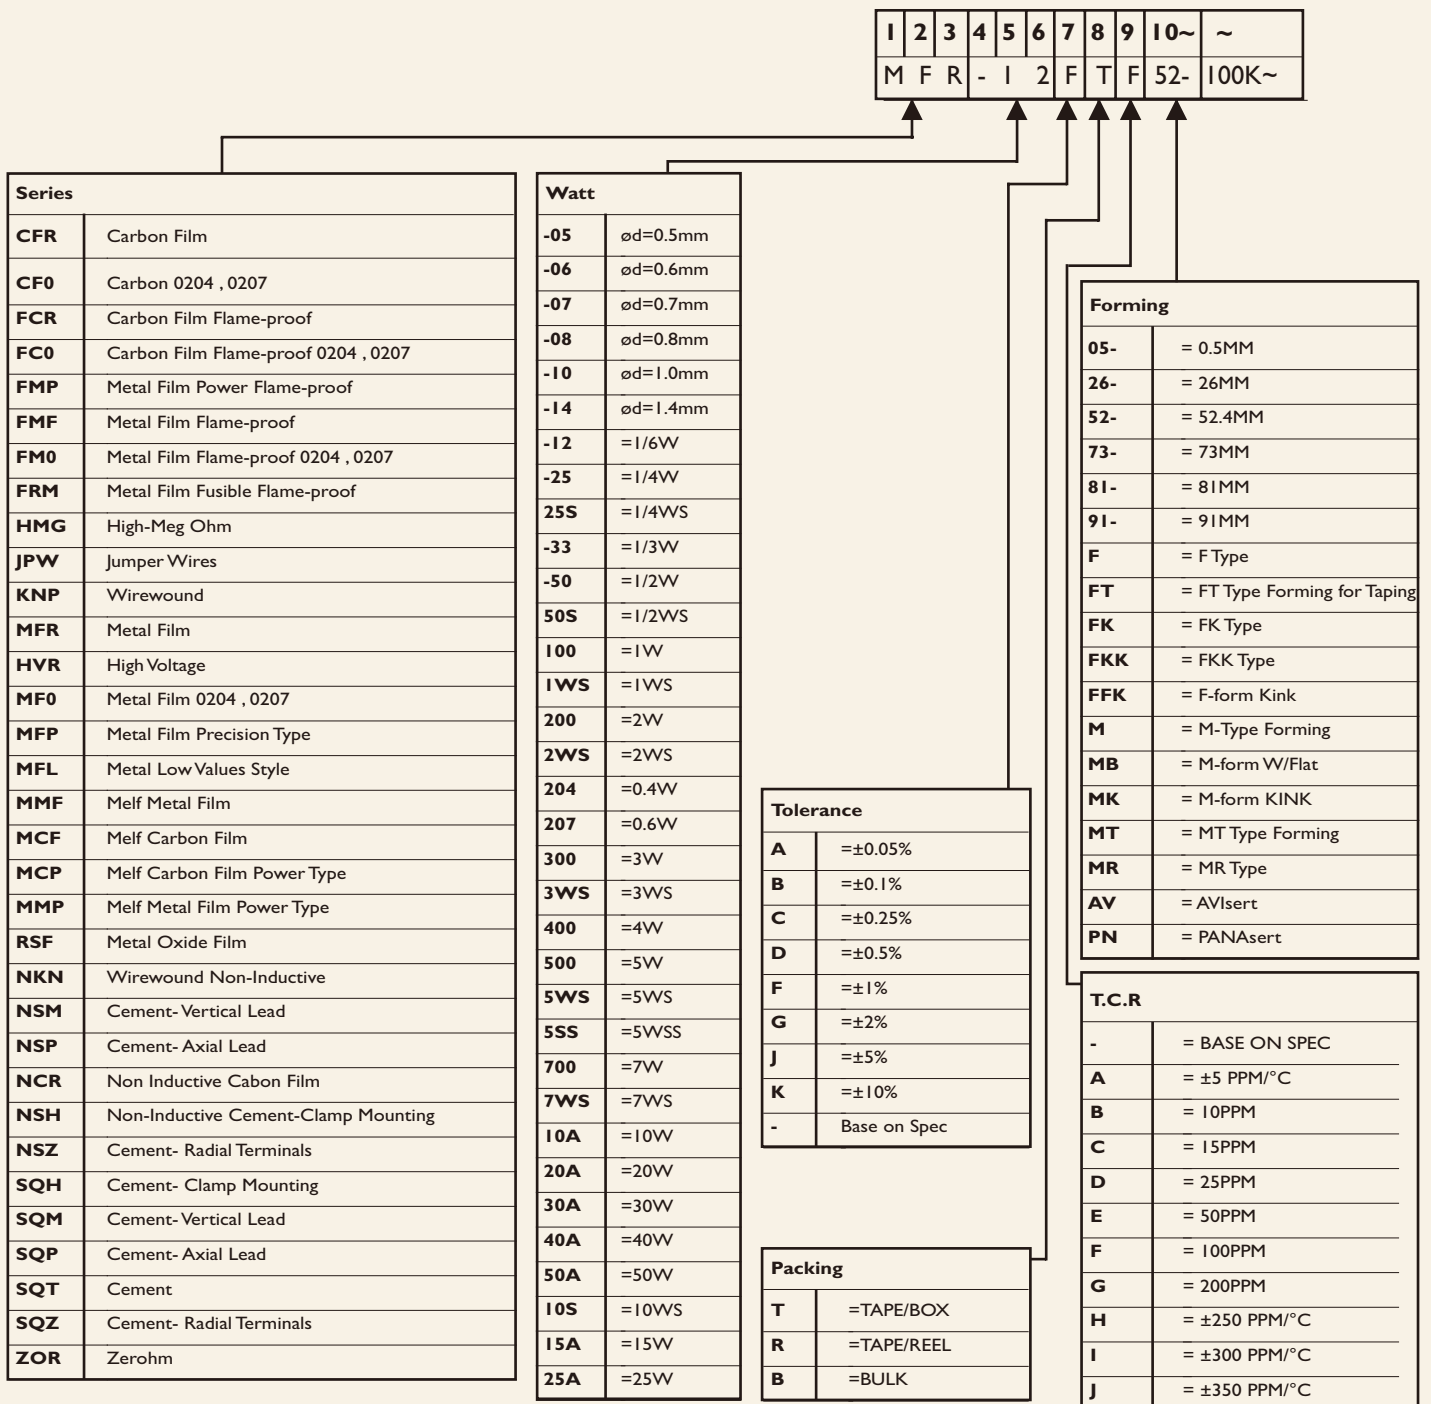 1 2 3 4 5 6 7 8 9 10~ ~
M F R - 1 2 F T F 52- 100K~
Series
CFR Carbon Film
CF0 Carbon 0204 , 0207
FCR Carbon Film Flame-proof
FC0 Carbon Film Flame-proof 0204 , 0207
FMP Metal Film Power Flame-proof
FMF Metal Film Flame-proof
FM0 Metal Film Flame-proof 0204 , 0207
FRM Metal Film Fusible Flame-proof
HMG High-Meg Ohm
JPW Jumper Wires
KNP Wirewound
MFR Metal Film
HVR High Voltage
MF0 Metal Film 0204 , 0207
MFP Metal Film Precision Type
MFL Metal Low Values Style
MMF Melf Metal Film
MCF Melf Carbon Film
MCP Melf Carbon Film Power Type
MMP Melf Metal Film Power Type
RSF Metal Oxide Film
NKN Wirewound Non-Inductive
NSM Cement- Vertical Lead
NSP Cement- Axial Lead
NCR Non Inductive Cabon Film
NSH Non-Inductive Cement-Clamp Mounting
NSZ Cement- Radial Terminals
SQH Cement- Clamp Mounting
SQM Cement- Vertical Lead
SQP Cement- Axial Lead
SQT Cement
SQZ Cement- Radial Terminals
ZOR Zerohm
Watt
-05 ød=0.5mm
-06 ød=0.6mm
-07 ød=0.7mm
-08 ød=0.8mm
-10 ød=1.0mm
-14 ød=1.4mm
-12 =1/6W
-25 =1/4W
25S =1/4WS
-33 =1/3W
-50 =1/2W
50S =1/2WS
100 =1W
1WS =1WS
200 =2W
2WS =2WS
204 =0.4W
207 =0.6W
300 =3W
3WS =3WS
400 =4W
500 =5W
5WS =5WS
5SS =5WSS
700 =7W
7WS =7WS
10A =10W
20A =20W
30A =30W
40A =40W
50A =50W
10S =10WS
15A =15W
25A =25W
Tolerance
A =±0.05%
B =±0.1%
C =±0.25%
D =±0.5%
F =±1%
G =±2%
J =±5%
K =±10%
- Base on Spec
Packing
T =TAPE/BOX
R =TAPE/REEL
B =BULK
Forming
05- = 0.5MM
26- = 26MM
52- = 52.4MM
73- = 73MM
81- = 81MM
91- = 91MM
F = F Type
FT = FT Type Forming for Taping
FK = FK Type
FKK = FKK Type
FFK = F-form Kink
M = M-Type Forming
MB = M-form W/Flat
MK = M-form KINK
MT = MT Type Forming
MR = MR Type
AV = AVIsert
PN = PANAsert
T.C.R
- = BASE ON SPEC
A = ±5 PPM/°C
B = 10PPM
C = 15PPM
D = 25PPM
E = 50PPM
F = 100PPM
G = 200PPM
H = ±250 PPM/°C
I = ±300 PPM/°C
J = ±350 PPM/°C